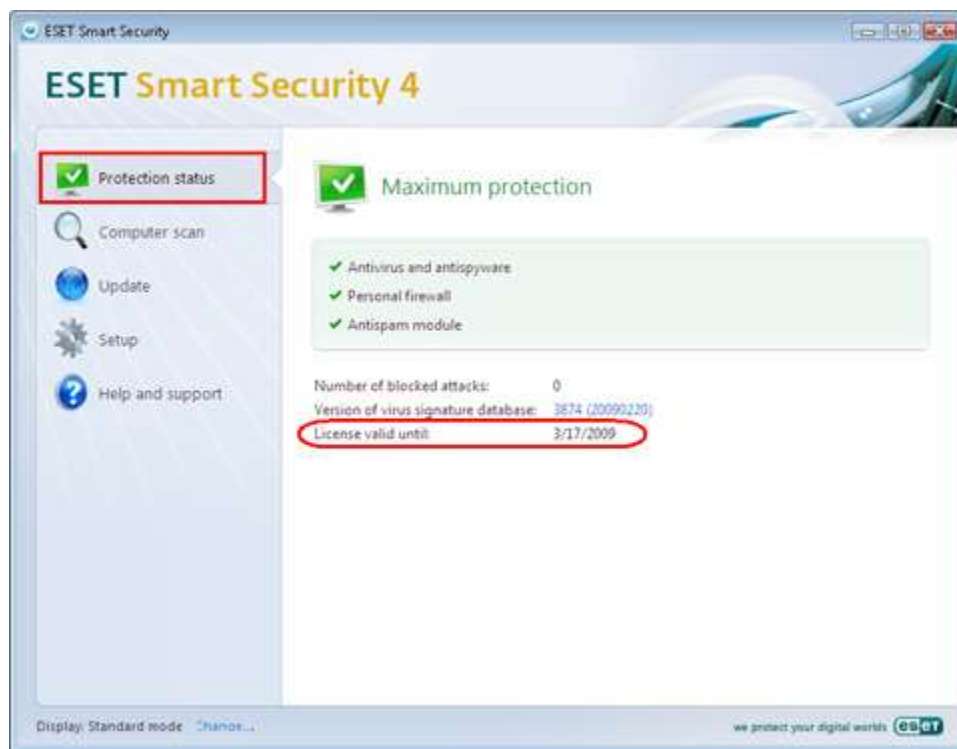 ESET Smart Security
ESET Smart Security 4
Protection status
Computer scan
Update
Setup
Help and support
Maximum protection
Antivirus and antispyware
Personal firewall
Antispam module
Number of blocked attacks: 0
Version of virus signature database: 3874 (20090220)
License valid until: 3/17/2009
Display: Standard mode Change...
we protect your digital worlds eset